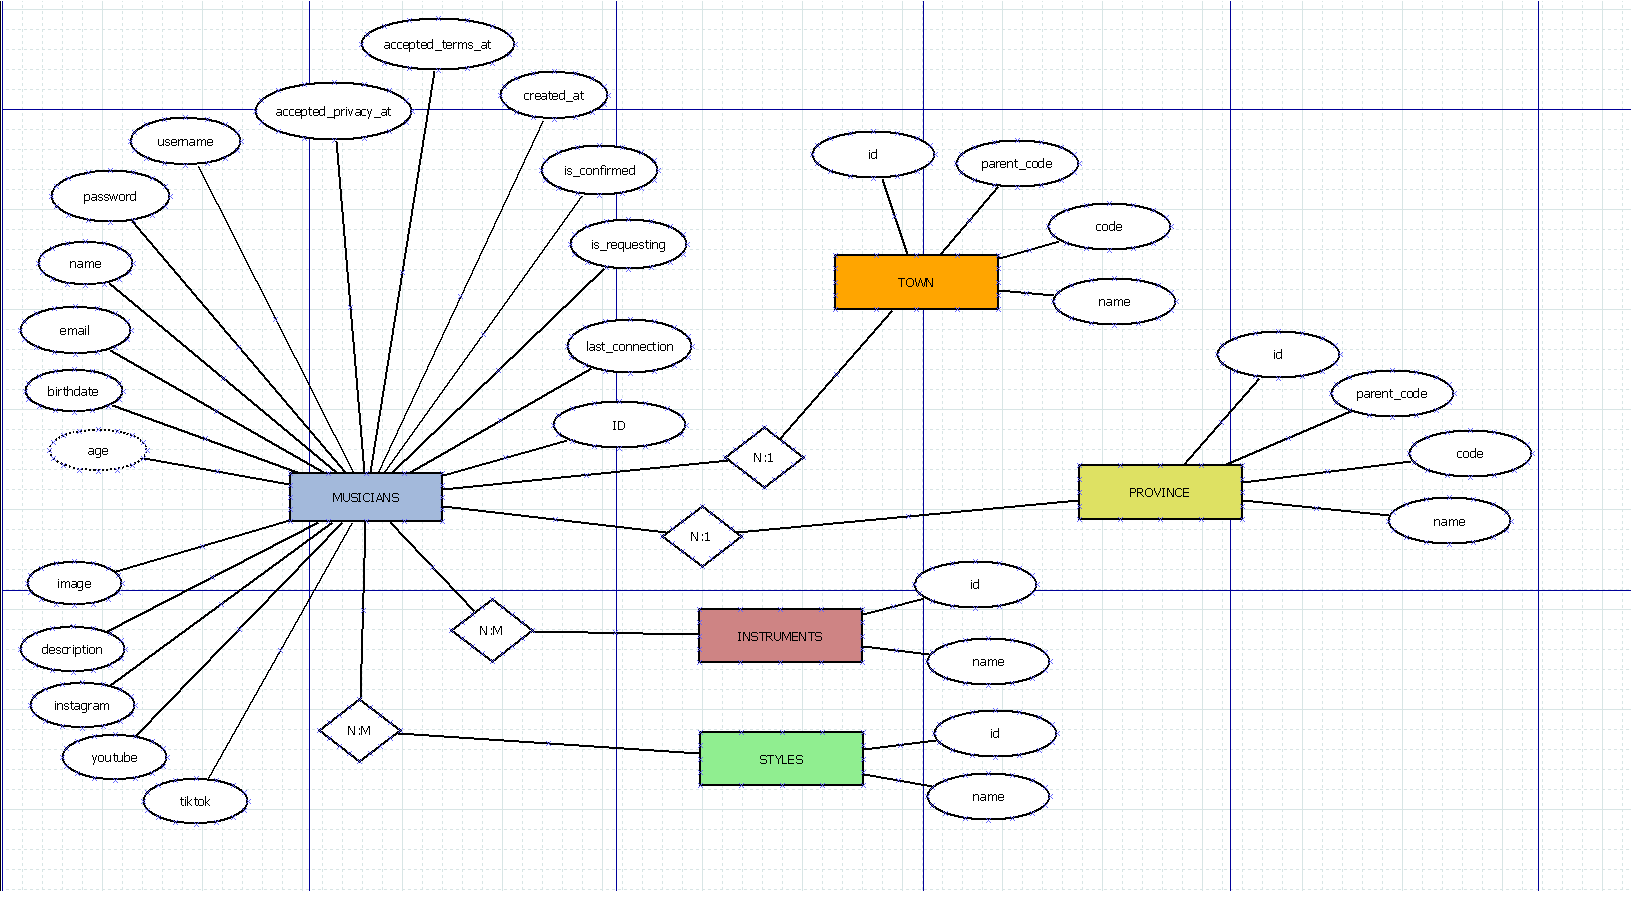 accepted_terms_at
created_at
accepted_privacy_at
username
is_confirmed
password
is_requesting
name
email
last_connection
birthdate
ID
age
MUSICIANS
image
description
instagram
youtube
tiktok
id
parent_code
code
name
TOWN
N:1
id
parent_code
code
name
PROVINCE
N:1
id
name
INSTRUMENTS
N:M
id
name
STYLES
N:M